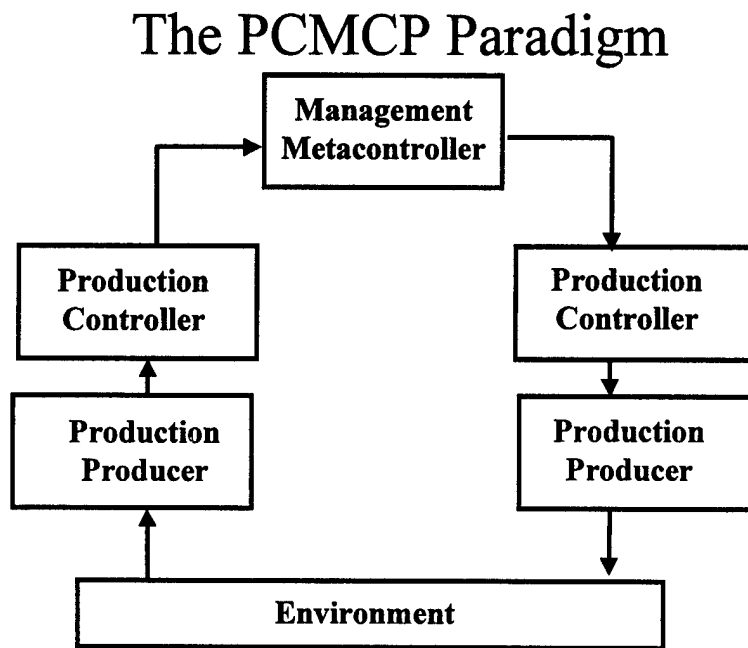 The PCMCP Paradigm
Management
Metacontroller
Production
Controller
Production
Controller
Production
Producer
Production
Producer
Environment